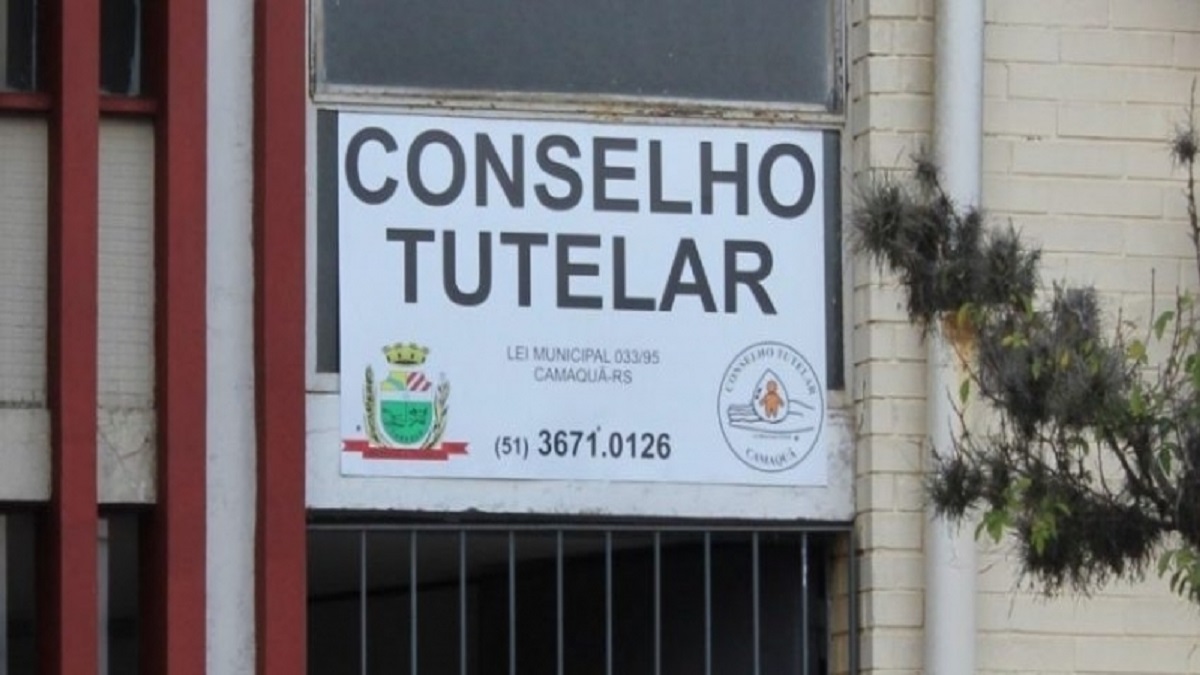 CONSELHO
TUTELAR
LEI MUNICIPAL 033/95
CAMAQUÃ-RS
(51) 3671.0126
CONSELHO TUTELAR
CAMAQUÃ